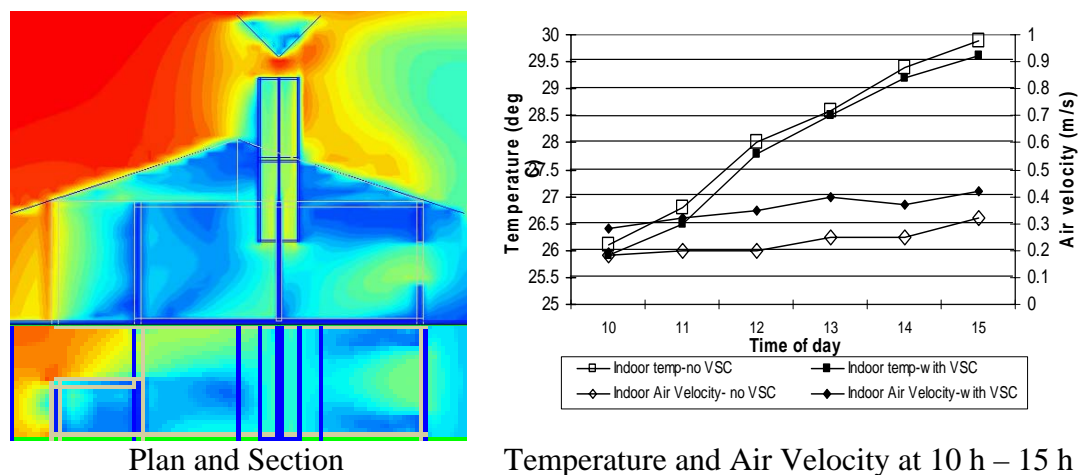 30
29.5
29
28.5
28
27.5
27
26.5
26
25.5
25
Temperature (deg
C)
1
0.9
0.8
0.7
0.6
0.5
0.4
0.3
0.2
0.1
0
Air velocity (m/s)
10 11 12 13 14 15
Time of day
Indoor temp-no VSC Indoor temp-with VSC
Indoor Air Velocity- no VSC Indoor Air Velocity-with VSC
Plan and Section Temperature and Air Velocity at 10 h – 15 h